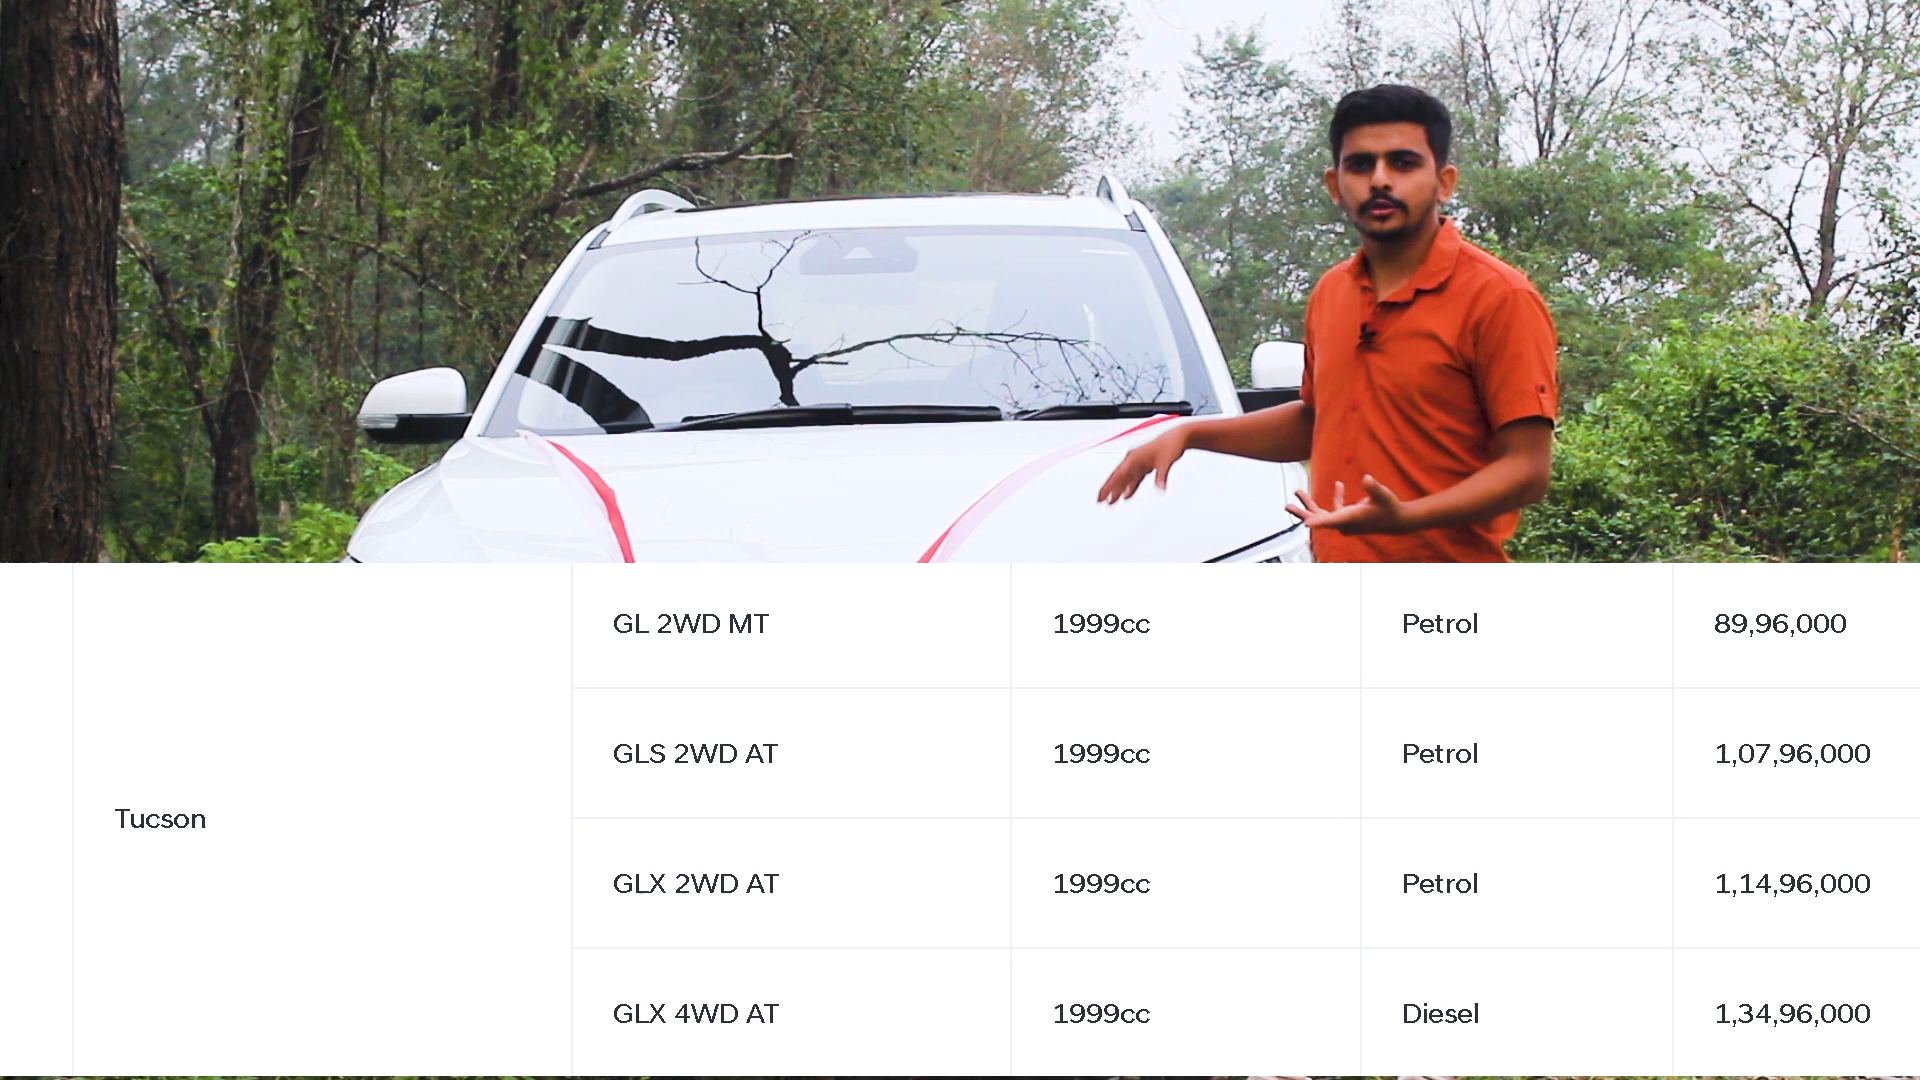 GL 2WD MT 1999cc Petrol 89,96,000
GLS 2WD AT 1999cc Petrol 1,07,96,000
Tucson
GLX 2WD AT 1999cc Petrol 1,14,96,000
GLX 4WD AT 1999cc Diesel 1,34,96,000